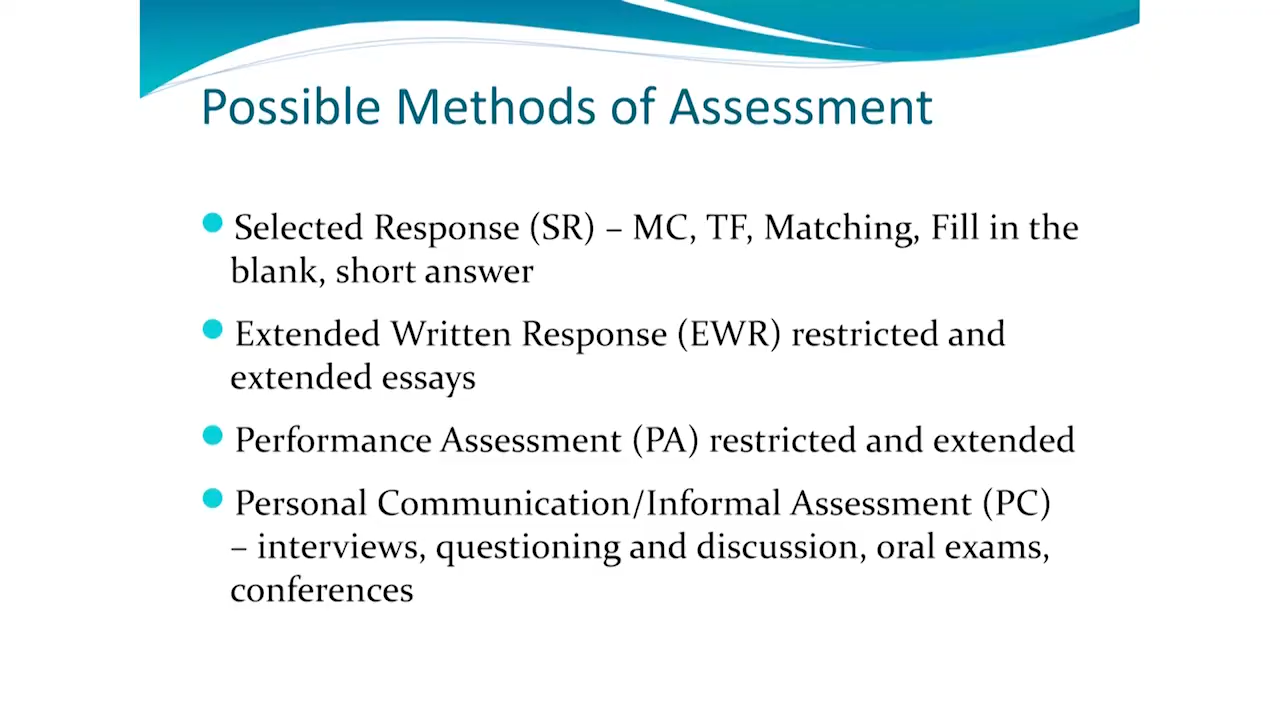 Possible Methods of Assessment
Selected Response (SR) – MC, TF, Matching, Fill in the
blank, short answer
Extended Written Response (EWR) restricted and
extended essays
Performance Assessment (PA) restricted and extended
Personal Communication/Informal Assessment (PC)
– interviews, questioning and discussion, oral exams,
conferences